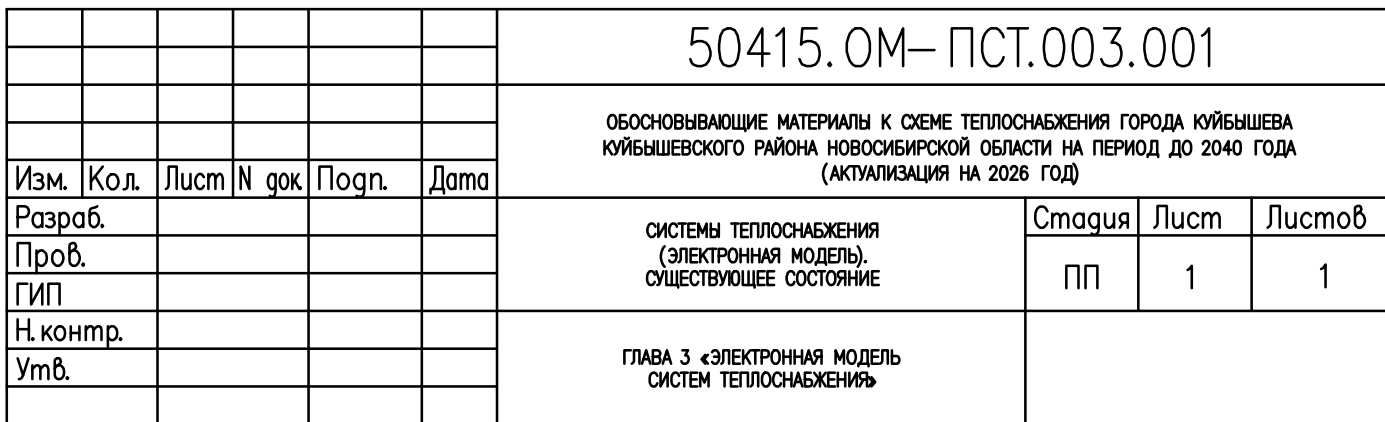 50415.ОМ–ПСТ.003.001
ОБОСНОВЫВАЮЩИЕ МАТЕРИАЛЫ К СХЕМЕ ТЕПЛОСНАБЖЕНИЯ ГОРОДА КУЙБЫШЕВА
КУЙБЫШЕВСКОГО РАЙОНА НОВОСИБИРСКОЙ ОБЛАСТИ НА ПЕРИОД ДО 2040 ГОДА
(АКТУАЛИЗАЦИЯ НА 2026 ГОД)
Изм. Кол. Лист N док Подп. Дата
Разраб.
Пров.
ГИП
Н.контр.
Утв.
СИСТЕМЫ ТЕПЛОСНАБЖЕНИЯ
(ЭЛЕКТРОННАЯ МОДЕЛЬ).
СУЩЕСТВУЮЩЕЕ СОСТОЯНИЕ
Стадия Лист Листов
ПП 1 1
ГЛАВА 3 «ЭЛЕКТРОННАЯ МОДЕЛЬ
СИСТЕМ ТЕПЛОСНАБЖЕНИЯ»